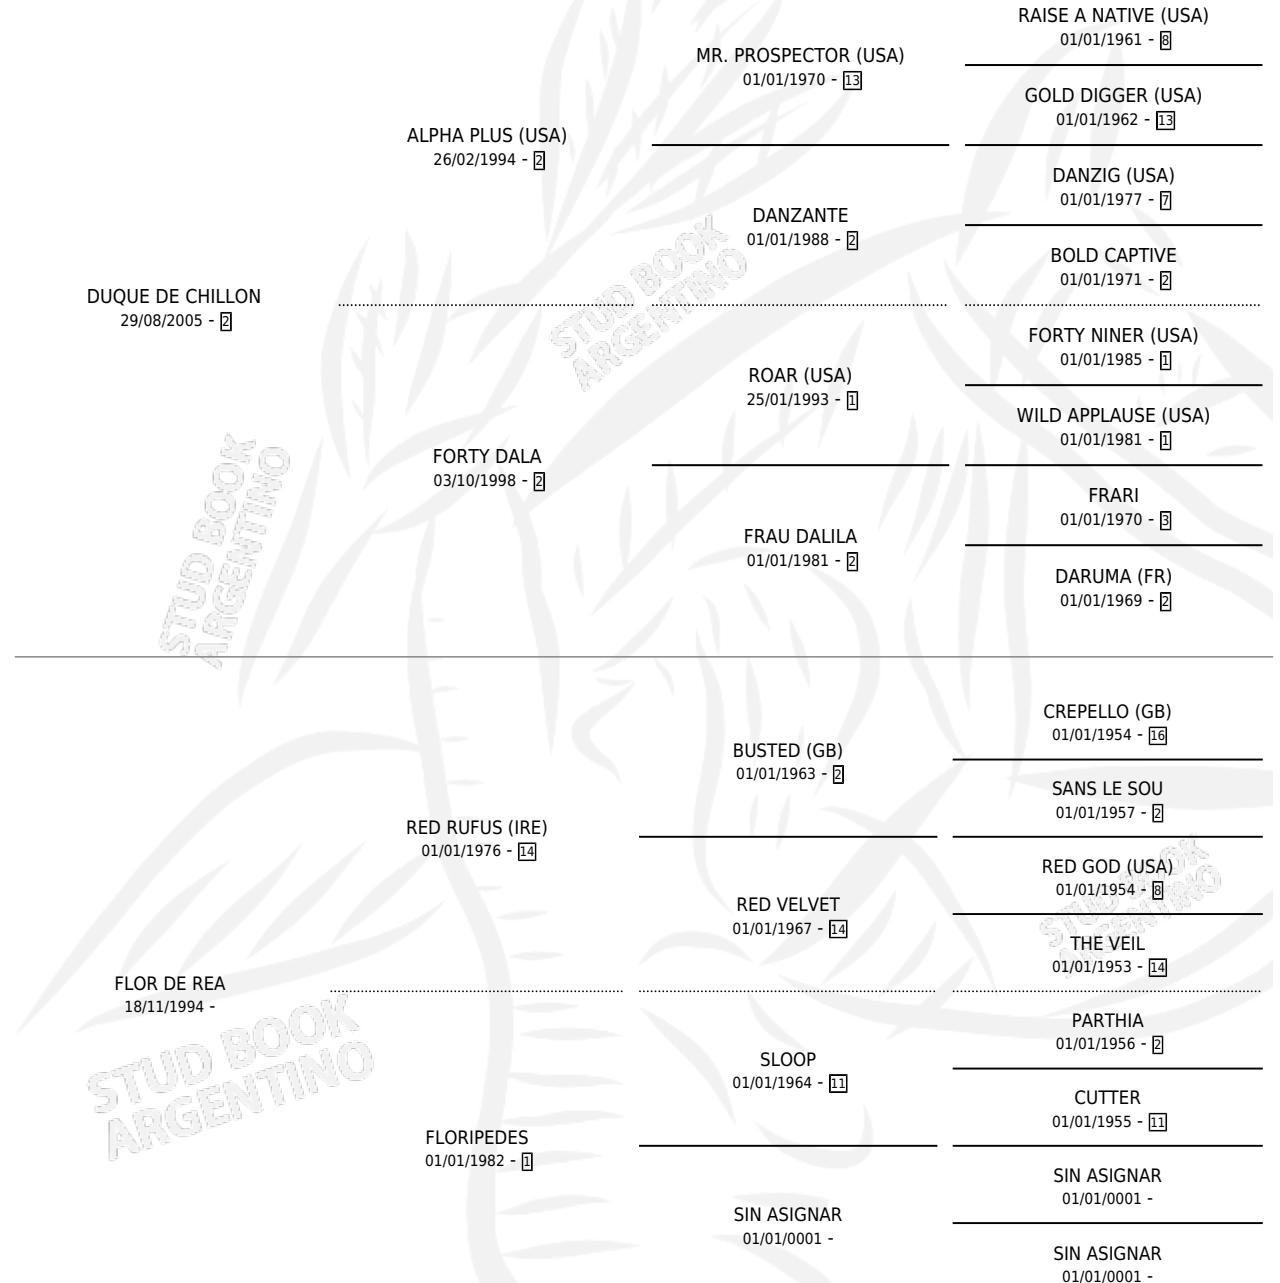 RAISE A NATIVE (USA)
01/01/1961 - 8
MR. PROSPECTOR (USA)
01/01/1970 - 13
GOLD DIGGER (USA)
01/01/1962 - 13
ALPHA PLUS (USA)
26/02/1994 - 2
DANZIG (USA)
01/01/1977 - 7
DANZANTE
01/01/1988 - 2
BOLD CAPTIVE
01/01/1971 - 2
DUQUE DE CHILLON
29/08/2005 - 2
FORTY NINER (USA)
01/01/1985 - 1
ROAR (USA)
25/01/1993 - 1
WILD APPLAUSE (USA)
01/01/1981 - 1
FORTY DALA
03/10/1998 - 2
FRARI
01/01/1970 - 3
FRAU DALILA
01/01/1981 - 2
DARUMA (FR)
01/01/1969 - 2
STUD BOOK
ARGENTINO
STUD BOOK
ARGENTINO
CREPELLO (GB)
01/01/1954 - 16
BUSTED (GB)
01/01/1963 - 2
SANS LE SOU
01/01/1957 - 2
RED RUFUS (IRE)
01/01/1976 - 14
RED GOD (USA)
01/01/1954 - 8
RED VELVET
01/01/1967 - 14
THE VEIL
01/01/1953 - 14
FLOR DE REA
18/11/1994 -
PARTHIA
01/01/1956 - 2
SLOOP
01/01/1964 - 11
CUTTER
01/01/1955 - 11
FLORIPEDES
01/01/1982 - 1
SIN ASIGNAR
01/01/0001 -
SIN ASIGNAR
01/01/0001 -
SIN ASIGNAR
01/01/0001 -
STUD BOOK
ARGENTINO
STUD BOOK
ARGENTINO